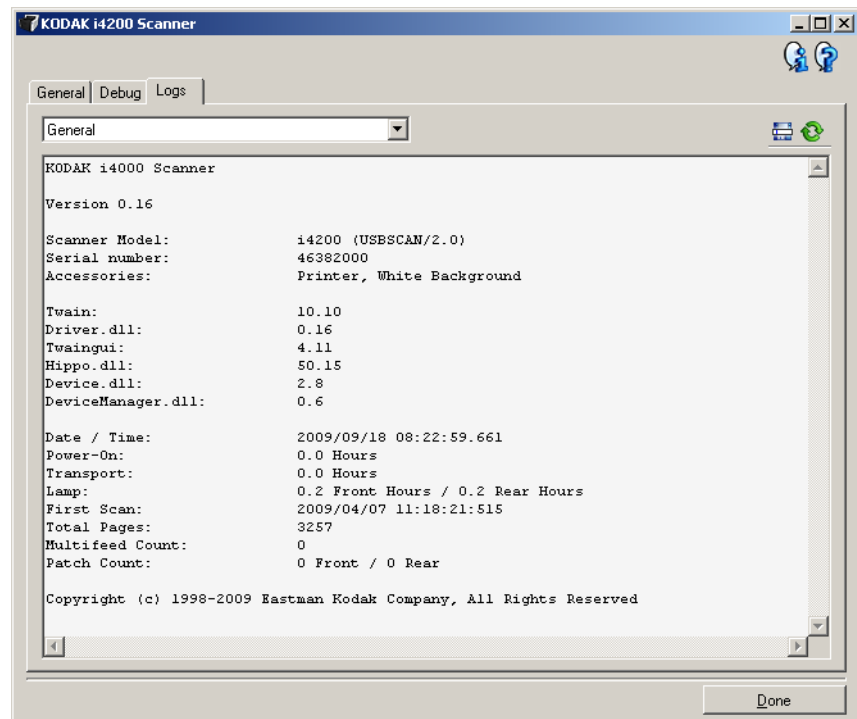 KODAK i4200 Scanner
General Debug Logs
General
KODAK i4000 Scanner
Version 0.16
Scanner Model: i4200 (USBSCAN/2.0)
Serial number: 46382000
Accessories: Printer, White Background
Twain: 10.10
Driver.dll: 0.16
Twaingui: 4.11
Hippo.dll: 50.15
Device.dll: 2.8
DeviceManager.dll: 0.6
Date / Time: 2009/09/18 08:22:59.661
Power-On: 0.0 Hours
Transport: 0.0 Hours
Lamp: 0.2 Front Hours / 0.2 Rear Hours
First Scan: 2009/04/07 11:18:21:515
Total Pages: 3257
Multifeed Count: 0
Patch Count: 0 Front / 0 Rear
Copyright (c) 1998-2009 Eastman Kodak Company, All Rights Reserved
Done